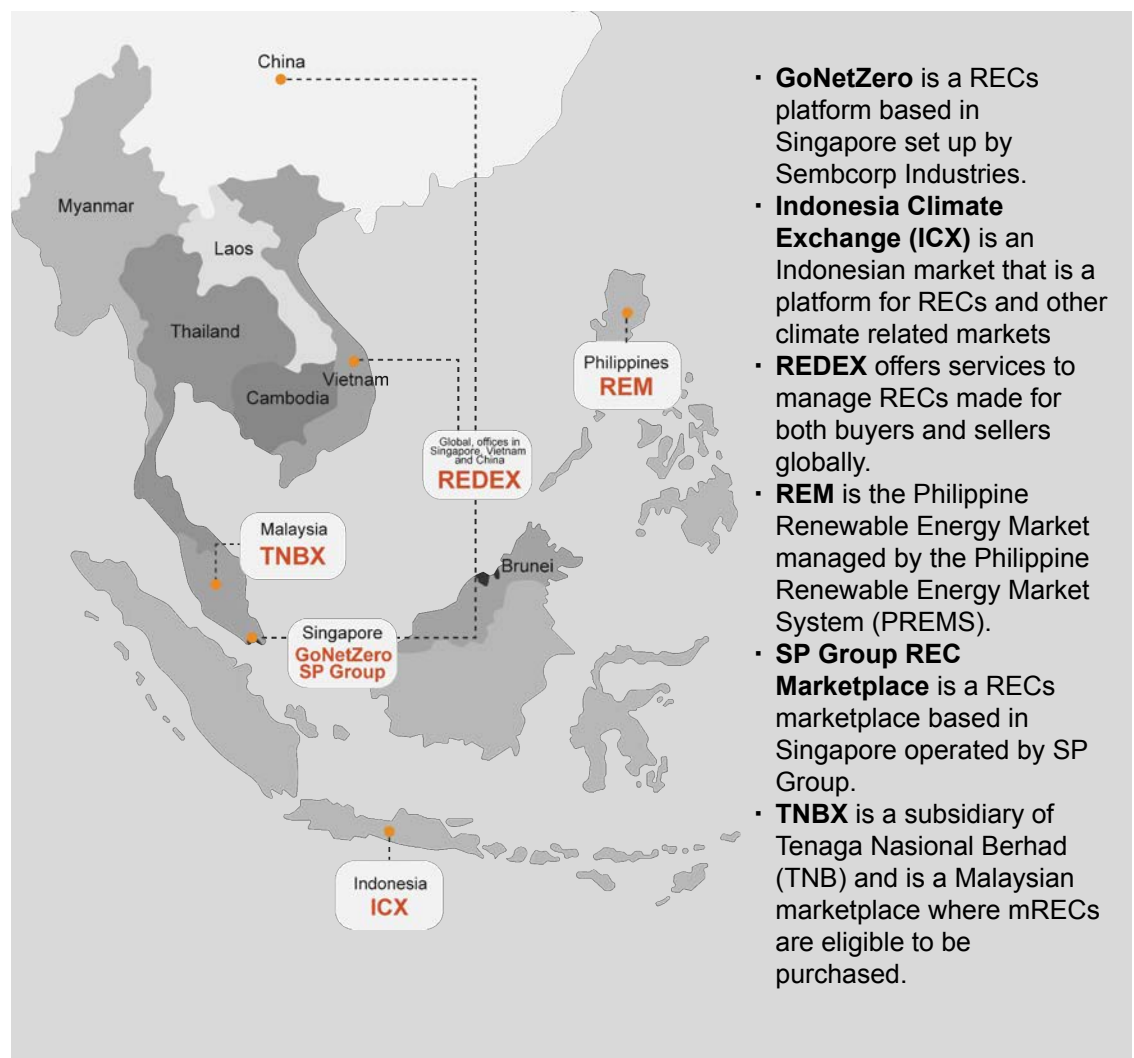 China
Myanmar
Laos
Thailand
Vietnam
Cambodia
Philippines
REM
Global, offices in
Singapore, Vietnam
and China
REDEX
Malaysia
TNBX
Brunei
Singapore
GoNetZero
SP Group
Indonesia
ICX
· GoNetZero is a RECs
platform based in
Singapore set up by
Sembcorp Industries.
· Indonesia Climate
Exchange (ICX) is an
Indonesian market that is a
platform for RECs and other
climate related markets
· REDEX offers services to
manage RECs made for
both buyers and sellers
globally.
· REM is the Philippine
Renewable Energy Market
managed by the Philippine
Renewable Energy Market
System (PREMS).
· SP Group REC
Marketplace is a RECs
marketplace based in
Singapore operated by SP
Group.
· TNBX is a subsidiary of
Tenaga Nasional Berhad
(TNB) and is a Malaysian
marketplace where mRECs
are eligible to be
purchased.